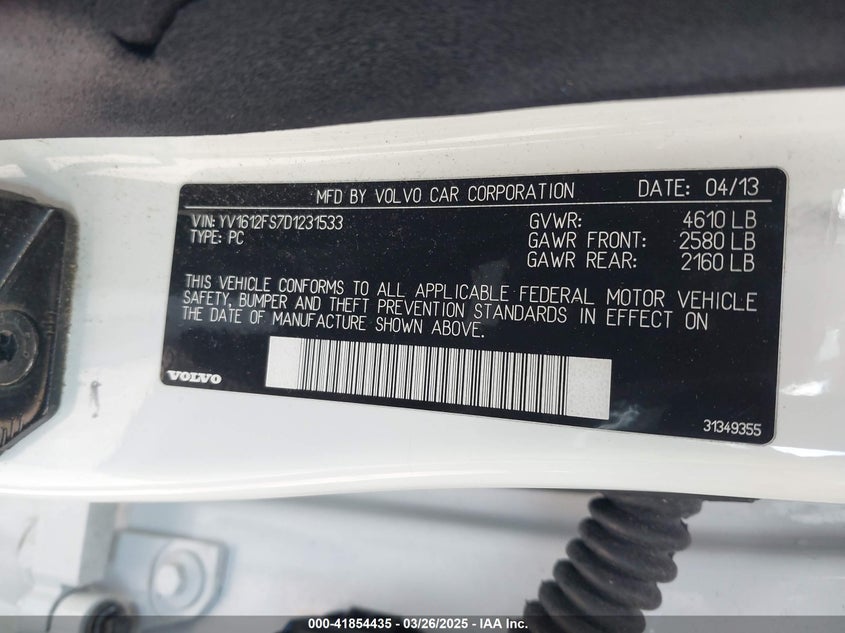 MFD BY VOLVO CAR CORPORATION DATE: 04/13
VIN: YV1612FS7D1231533 GVWR: 4610 LB
TYPE: PC GAWR FRONT: 2580 LB
GAWR REAR: 2160 LB
THIS VEHICLE CONFORMS TO ALL APPLICABLE FEDERAL MOTOR VEHICLE
SAFETY, BUMPER AND THEFT PREVENTION STANDARDS IN EFFECT ON
THE DATE OF MANUFACTURE SHOWN ABOVE.
VOLVO
31349355
000-41854435 - 03/26/2025 - IAA Inc.